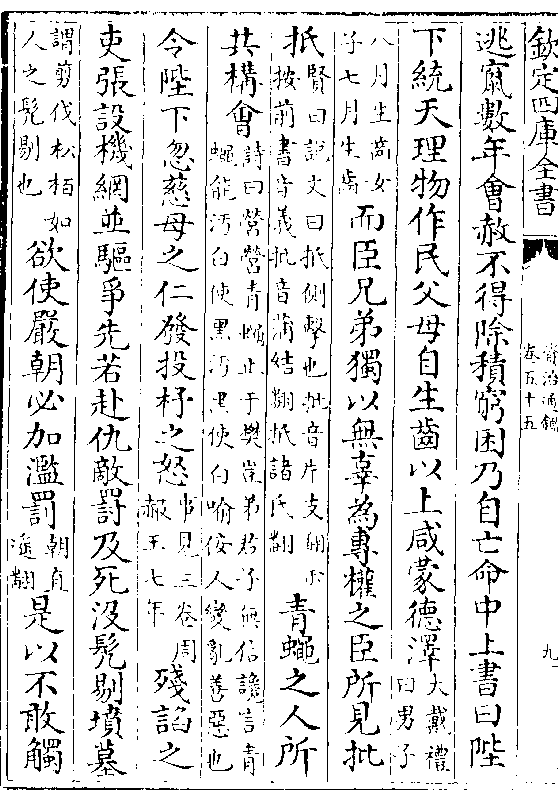 欽定四庫全書
資治通鑑
卷五十五
九
逃竄數年會赦不得除積窮困乃自亡命中上書曰陛
下統天理物作民父母自生齒以上咸蒙德澤大戴禮曰男子
八月生齒女子七月生齒而臣兄弟獨以無辜為專權之臣所見批
抵賢曰說文曰抵側擊也批音片支翻予按前書音義批音蒲結翻抵諸氏翻青蠅之人所
共構會詩曰營營青蠅止于樊豈弟君子無信讒言青蠅能汚白使黑汚黑使白喻佞人變亂善惡也
令陛下忽慈母之仁發投杼之怒事見三卷周赧王七年殘諂之
吏張設機網並驅爭先若赴仇敵罰及死沒髡剔墳墓
謂剪伐松栢如人之髡剔也欲使嚴朝必加濫罰朝直遙翻是以不敢觸